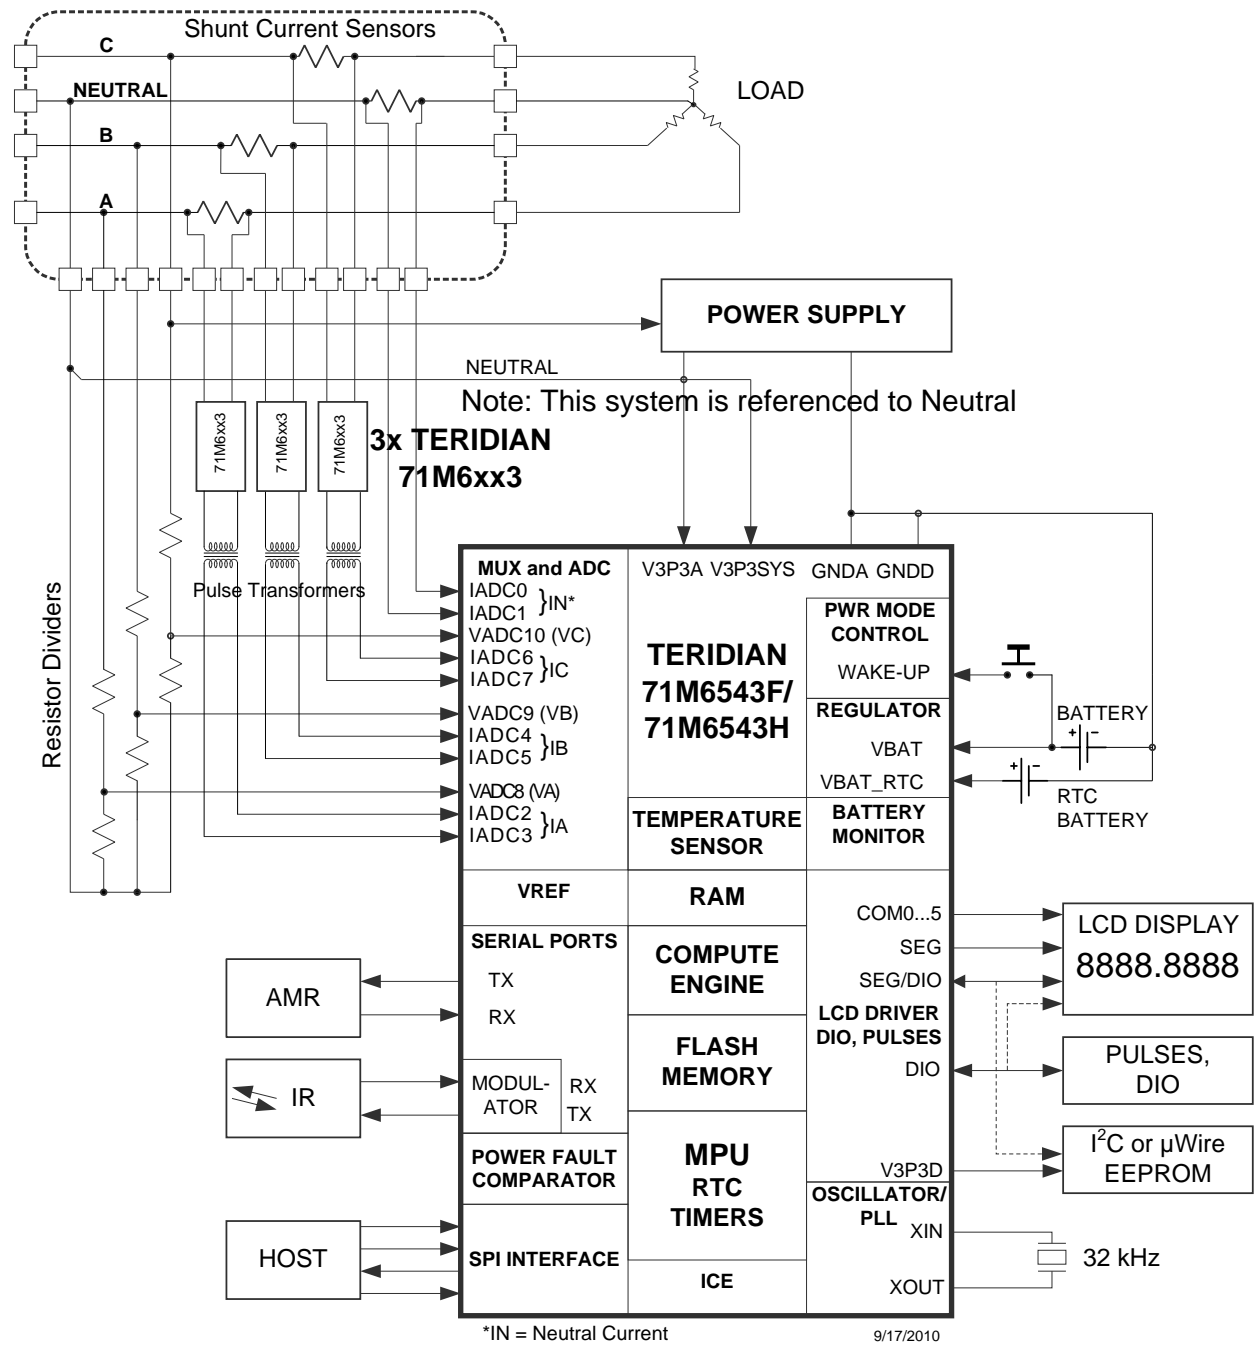 Shunt Current Sensors
C
NEUTRAL
LOAD
B
A
POWER SUPPLY
NEUTRAL
Note: This system is referenced to Neutral
71M6xx3
71M6xx3
71M6xx3
3x TERIDIAN
71M6xx3
Pulse Transformers
Resistor Dividers
MUX and ADC
IADC0
IADC1
}IN*
VADC10 (VC)
IADC6
IADC7
}IC
VADC9 (VB)
IADC4
IADC5
}IB
VADC8 (VA)
IADC2
IADC3
}IA
V3P3A V3P3SYS GNDA GNDD
TERIDIAN
71M6543F/
71M6543H
PWR MODE
CONTROL
WAKE-UP
REGULATOR
VBAT
VBAT_RTC
BATTERY
+ -
+ -
RTC
BATTERY
TEMPERATURE
SENSOR
BATTERY
MONITOR
VREF
RAM
COM0...5
SEG
SEG/DIO
LCD DRIVER
DIO, PULSES
DIO
V3P3D
LCD DISPLAY
8888.8888
PULSES,
DIO
I²C or µWire
EEPROM
SERIAL PORTS
TX
RX
AMR
COMPUTE
ENGINE
FLASH
MEMORY
IR
MODUL-
ATOR
RX
TX
POWER FAULT
COMPARATOR
MPU
RTC
TIMERS
OSCILLATOR/
PLL
XIN
XOUT
32 kHz
HOST
SPI INTERFACE
ICE
*IN = Neutral Current
9/17/2010